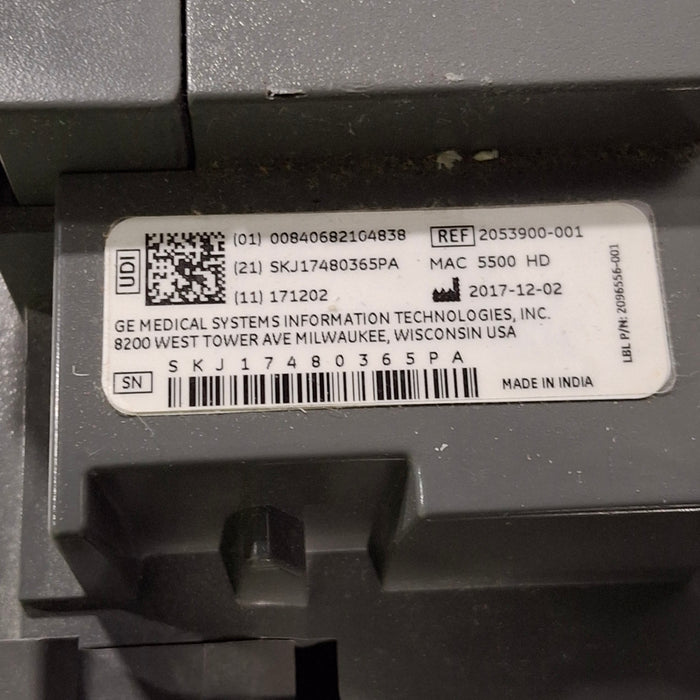 UDI
(01) 00840682104838
REF 2053900-001
(21) SKJ17480365PA
MAC 5500 HD
(11) 171202
2017-12-02
GE MEDICAL SYSTEMS INFORMATION TECHNOLOGIES, INC.
8200 WEST TOWER AVE MILWAUKEE, WISCONSIN USA
SKJ17480365PA
SN
MADE IN INDIA
LBL P/N: 2096556-001